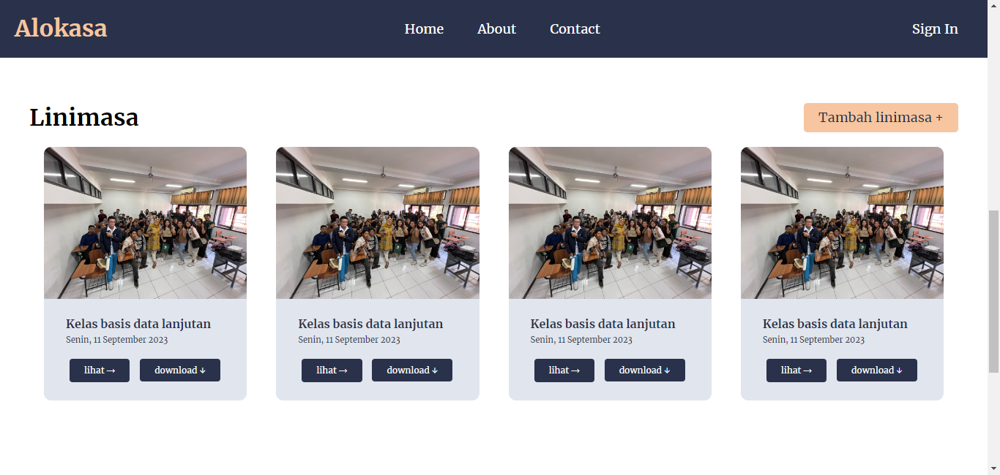 Alokasa
Home About Contact
Sign In
Linimasa
Tambah linimasa +
Kelas basis data lanjutan
Senin, 11 September 2023
lihat → download ↓
Kelas basis data lanjutan
Senin, 11 September 2023
lihat → download ↓
Kelas basis data lanjutan
Senin, 11 September 2023
lihat → download ↓
Kelas basis data lanjutan
Senin, 11 September 2023
lihat → download ↓